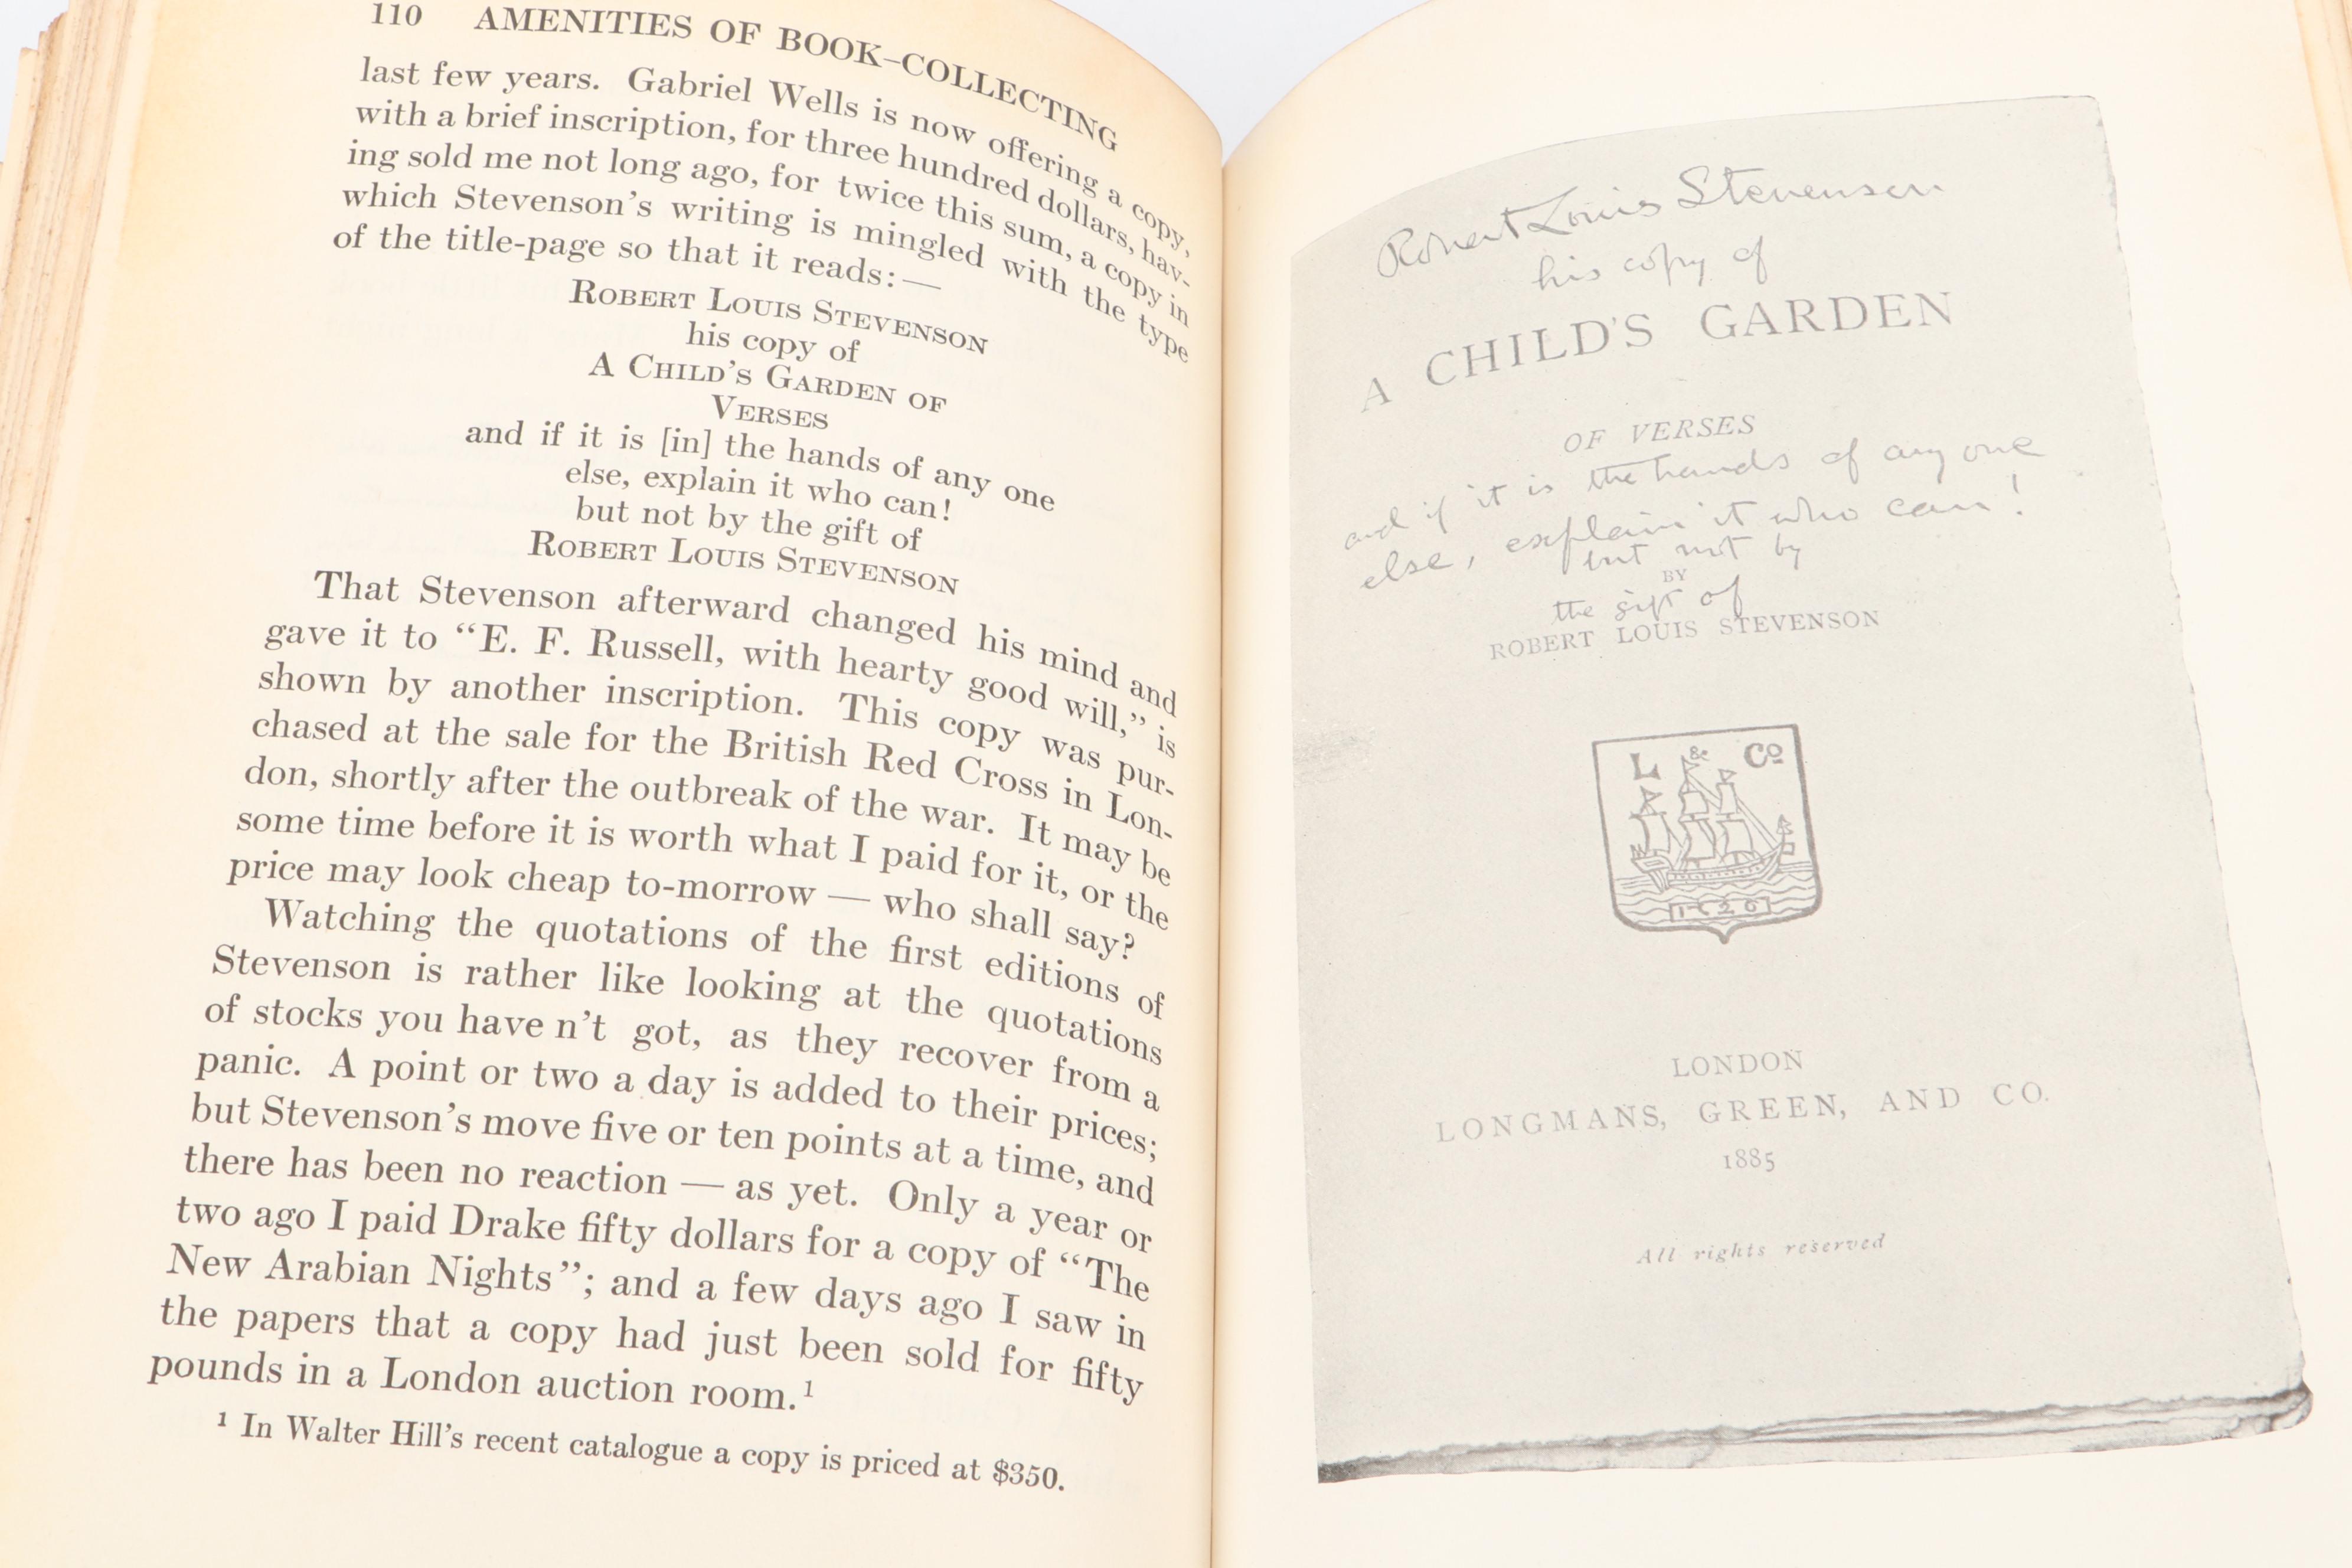 110 AMENITIES OF BOOK-COLLECTING
last few years. Gabriel Wells is now offering a copy,
with a brief inscription, for three hundred dollars, hav-
ing sold me not long ago, for twice this sum, a copy in
which Stevenson's writing is mingled with the type
of the title-page so that it reads: —
ROBERT LOUIS STEVENSON
his copy of
A CHILD'S GARDEN OF
VERSES
and if it is [in] the hands of any one
else, explain it who can!
but not by the gift of
ROBERT LOUIS STEVENSON
That Stevenson afterward changed his mind and
gave it to "E. F. Russell, with hearty good will," is
shown by another inscription. This copy was pur-
chased at the sale for the British Red Cross in Lon-
don, shortly after the outbreak of the war. It may be
some time before it is worth what I paid for it, or the
price may look cheap to-morrow — who shall say?
Watching the quotations of the first editions of
Stevenson is rather like looking at the quotations
of stocks you have n't got, as they recover from a
panic. A point or two a day is added to their prices;
but Stevenson's move five or ten points at a time, and
there has been no reaction — as yet. Only a year or
two ago I paid Drake fifty dollars for a copy of "The
New Arabian Nights"; and a few days ago I saw in
the papers that a copy had just been sold for fifty
pounds in a London auction room.¹
¹ In Walter Hill's recent catalogue a copy is priced at $350.
Robert Louis Stevenson
his copy of
A CHILD'S GARDEN
OF VERSES
and if it is the hands of any one
else, explain it who can!
but not by
BY
the gift of
ROBERT LOUIS STEVENSON
L & Co
1726
LONDON
LONGMANS, GREEN, AND CO.
1885
All rights reserved